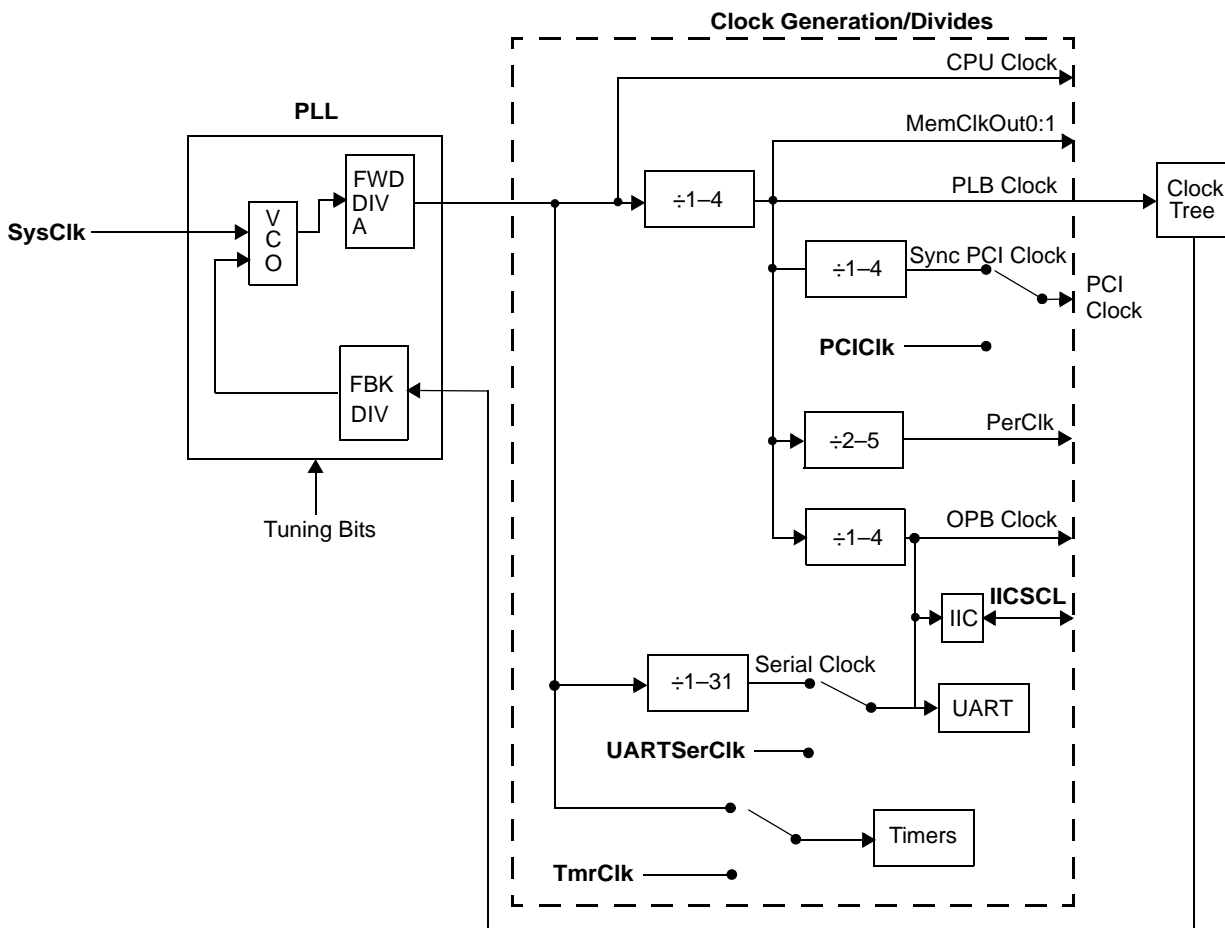 Clock Generation/Divides
CPU Clock
PLL
MemClkOut0:1
FWD
DIV
A
÷1–4
PLB Clock
Clock
Tree
V
C
O
SysClk
÷1–4
Sync PCI Clock
PCI
Clock
PCIClk
FBK
DIV
÷2–5
PerClk
Tuning Bits
÷1–4
OPB Clock
IIC
IICSCL
÷1–31
Serial Clock
UART
UARTSerClk
Timers
TmrClk